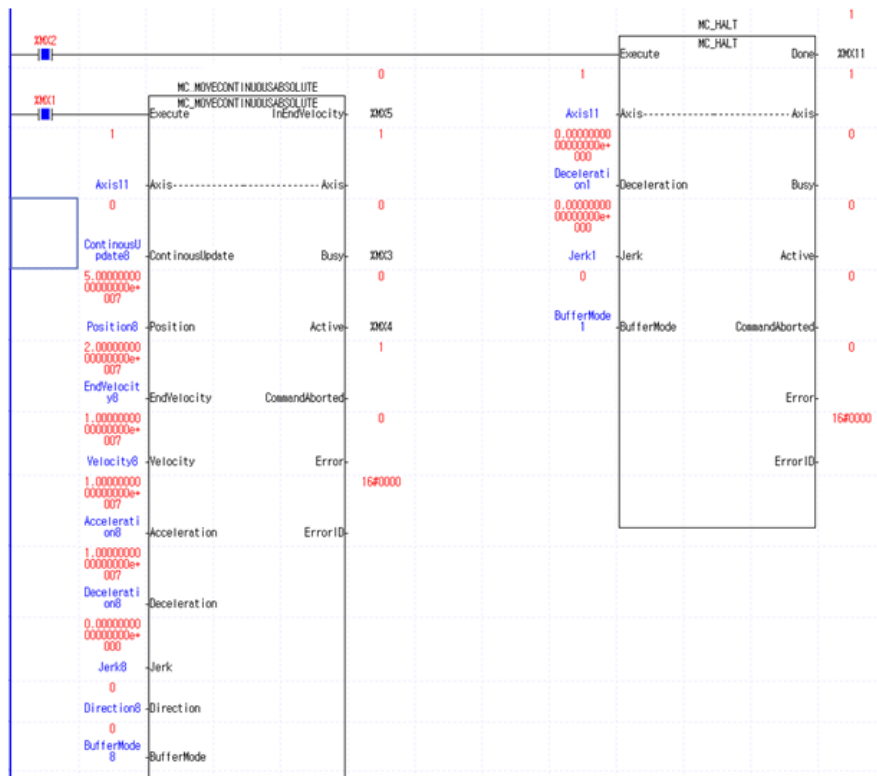 1
MC_HALT
%MX2
MC_HALT
Execute
Done
%MX11
0
1
1
MC_MOVECONTINUOUSABSOLUTE
%MX1
MC_MOVECONTINUOUSABSOLUTE
Execute
InEndVelocity
%MX5
Axis11
Axis
Axis
1
1
0.00000000
00000000e+
000
0
Axis11
Axis
Axis
Decelerati
on1
Deceleration
Busy
0
0
0.00000000
00000000e+
000
0
ContinousU
pdate8
ContinousUpdate
Busy
%MX3
Jerk1
Jerk
Active
5.00000000
00000000e+
007
0
0
0
Position8
Position
Active
%MX4
BufferMode
1
BufferMode
CommandAborted
2.00000000
00000000e+
007
1
0
EndVelocit
y8
EndVelocity
CommandAborted
Error
1.00000000
00000000e+
007
0
16#0000
Velocity8
Velocity
Error
ErrorID
1.00000000
00000000e+
007
16#0000
Accelerati
on8
Acceleration
ErrorID
1.00000000
00000000e+
007
Decelerati
on8
Deceleration
0.00000000
00000000e+
000
Jerk8
Jerk
0
Direction8
Direction
0
BufferMode
8
BufferMode